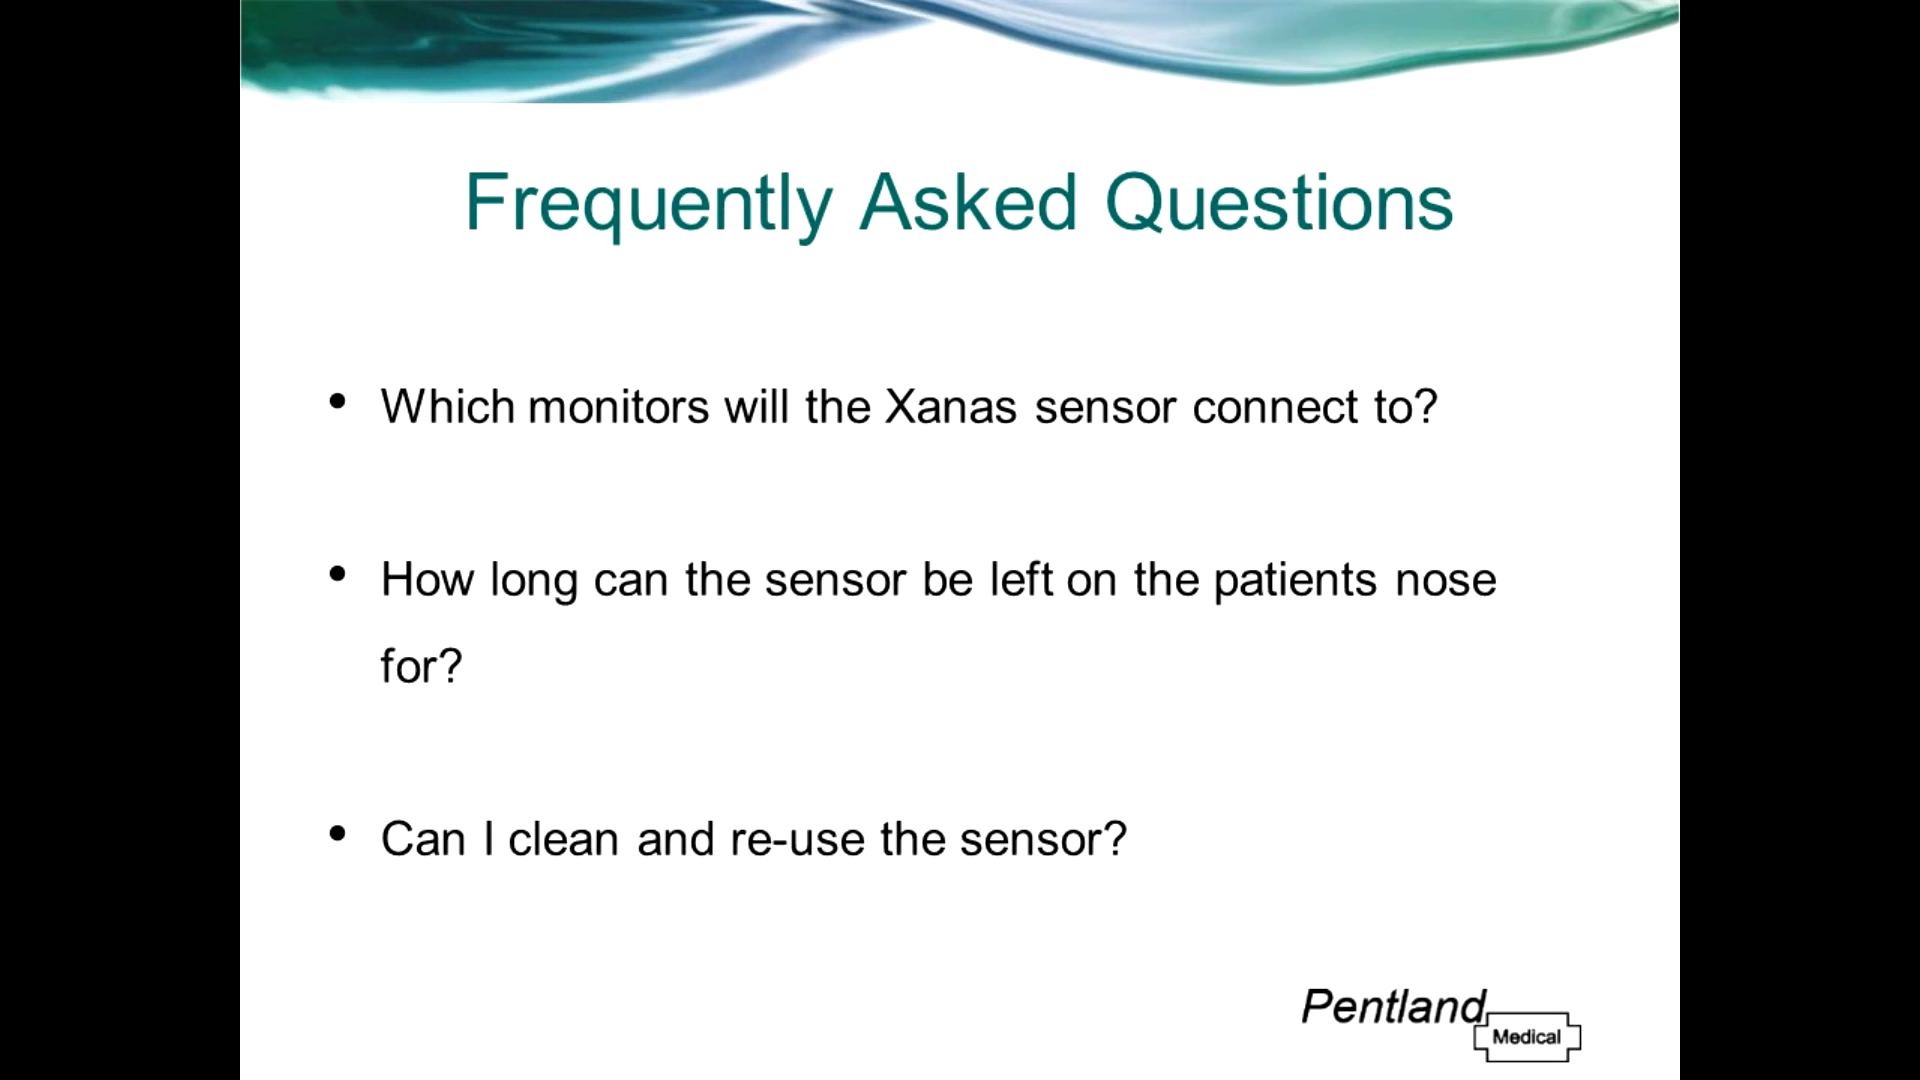 Frequently Asked Questions
• Which monitors will the Xanas sensor connect to?
• How long can the sensor be left on the patients nose
for?
• Can I clean and re-use the sensor?
Pentland
Medical